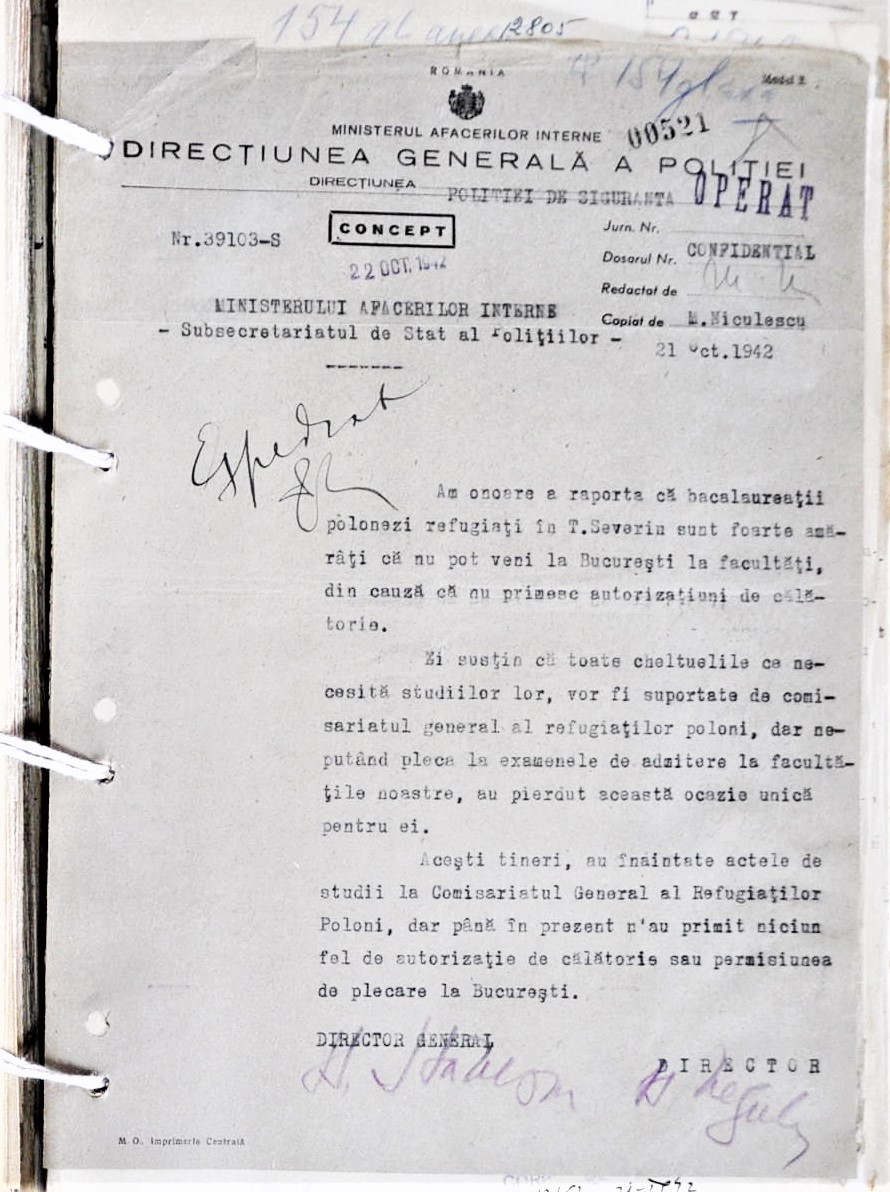 154
12805
ROMANIA
154
Model 2.
MINISTERUL AFACERILOR INTERNE
00521
DIRECȚIUNEA GENERALĂ A POLIȚIEI
DIRECȚIUNEA POLITIEI DE SIGURANTA
OPERAT
Nr.39103-S
CONCEPT
22 OCT. 1942
Jurn. Nr.
Dosarul Nr. CONFIDENTIAL
Redactat de
Copiat de M.Niculescu
21 Oct.1942
MINISTERULUI AFACERILOR INTERNE
- Subsecretariatul de Stat al Poliţiilor -
Expediat
Am onoare a raporta că bacalaureaţii
polonezi refugiaţi în T.Severin sunt foarte amă-
râţi că nu pot veni la Bucureşti la facultăţi,
din cauză că nu primesc autorizaţiuni de călă-
torie.
Ei susţin că toate cheltuelile ce ne-
cesită studiilor lor, vor fi suportate de comi-
sariatul general al refugiaţilor poloni, dar ne-
putând pleca la examenele de admitere la facultă-
ţile noastre, au pierdut această ocazie unică
pentru ei.
Aceşti tineri, au înaintate actele de
studii la Comisariatul General al Refugiaţilor
Poloni, dar până în prezent n'au primit niciun
fel de autorizaţie de călătorie sau permisiunea
de plecare la Bucureşti.
DIRECTOR GENERAL
DIRECTOR
M. O. Imprimeria Centrală